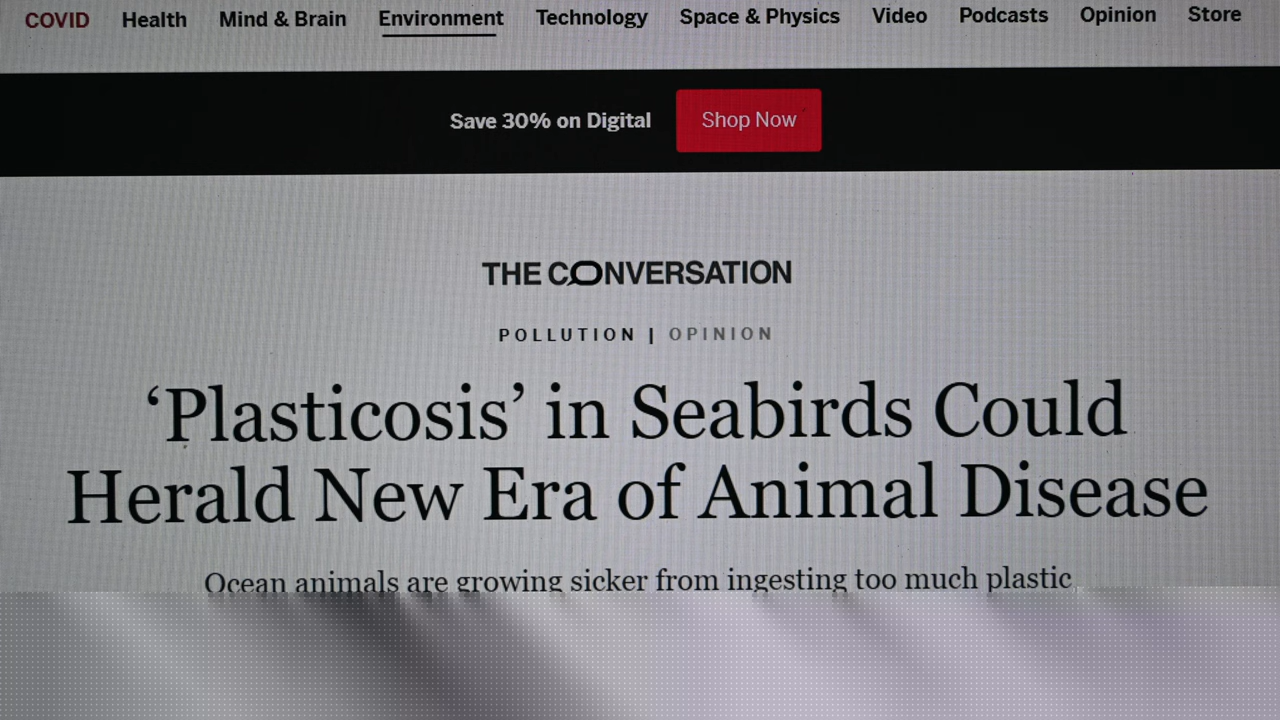 COVID Health Mind & Brain Environment Technology Space & Physics Video Podcasts Opinion Store
Save 30% on Digital Shop Now
THE CONVERSATION
POLLUTION | OPINION
‘Plasticosis’ in Seabirds Could
Herald New Era of Animal Disease
Ocean animals are growing sicker from ingesting too much plastic